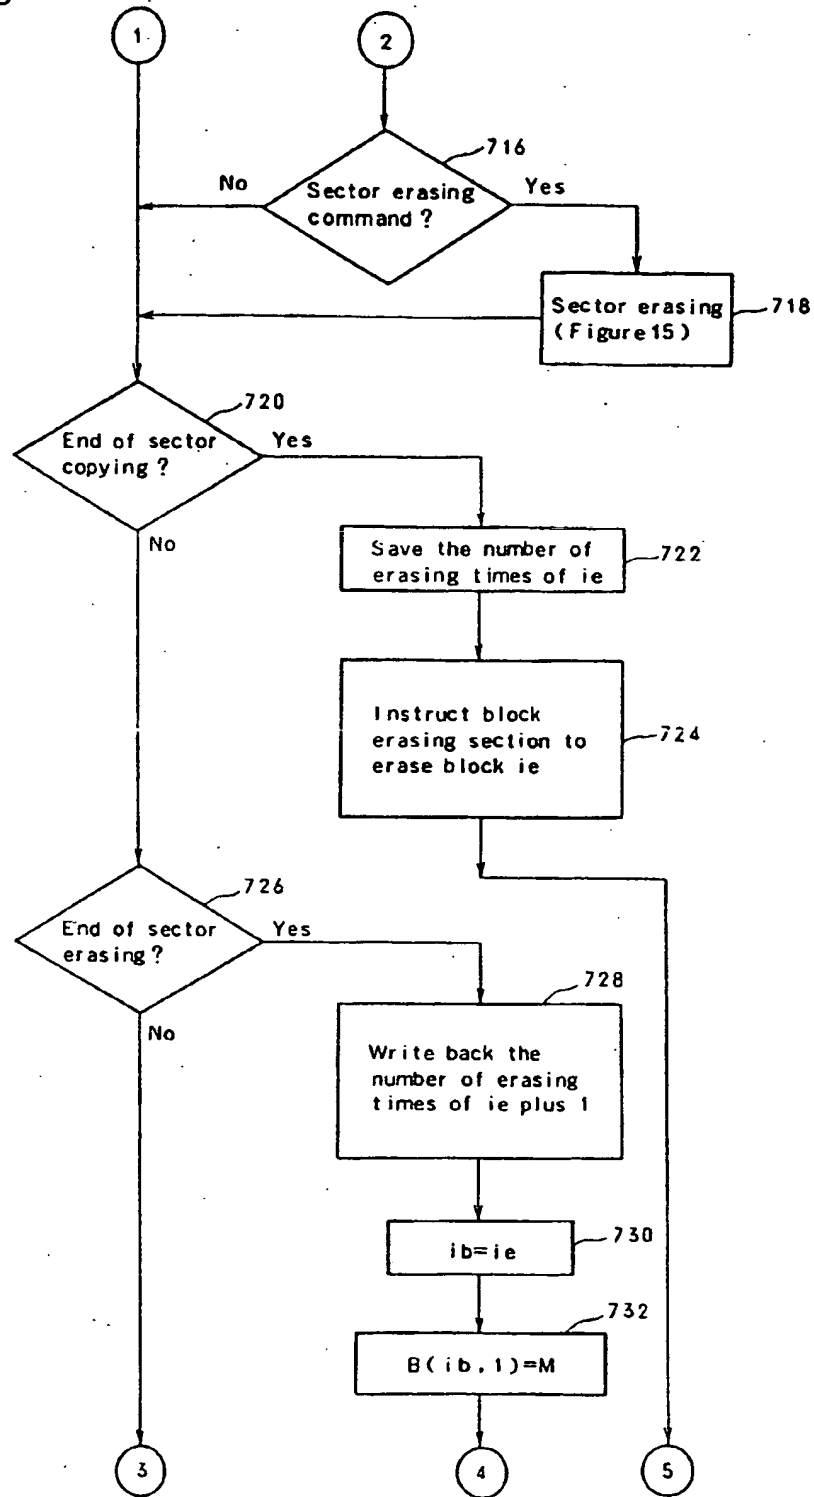 1
2
716
No
Sector erasing
command ?
Yes
Sector erasing
(Figure 15)
718
720
End of sector
copying ?
Yes
No
Save the number of
erasing times of ie
722
Instruct block
erasing section to
erase block ie
724
726
End of sector
erasing ?
Yes
No
728
Write back the
number of erasing
times of ie plus 1
ib=ie
730
732
B(ib,1)=M
3
4
5